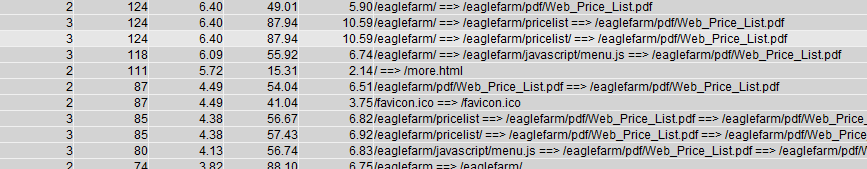 2 124 6.40 49.01 5.90 /eaglefarm/ ==> /eaglefarm/pdf/Web_Price_List.pdf
3 124 6.40 87.94 10.59 /eaglefarm/ ==> /eaglefarm/pricelist ==> /eaglefarm/pdf/Web_Price_List.pdf
3 124 6.40 87.94 10.59 /eaglefarm/ ==> /eaglefarm/pricelist/ ==> /eaglefarm/pdf/Web_Price_List.pdf
3 118 6.09 55.92 6.74 /eaglefarm/ ==> /eaglefarm/javascript/menu.js ==> /eaglefarm/pdf/Web_Price_List.pdf
2 111 5.72 15.31 2.14 / ==> /more.html
2 87 4.49 54.04 6.51 /eaglefarm/pdf/Web_Price_List.pdf ==> /eaglefarm/pdf/Web_Price_List.pdf
2 87 4.49 41.04 3.75 /favicon.ico ==> /favicon.ico
3 85 4.38 56.67 6.82 /eaglefarm/pricelist ==> /eaglefarm/pdf/Web_Price_List.pdf ==> /eaglefarm/pdf/Web_Price
3 85 4.38 57.43 6.92 /eaglefarm/pricelist/ ==> /eaglefarm/pdf/Web_Price_List.pdf ==> /eaglefarm/pdf/Web_Price
3 80 4.13 56.74 6.83 /eaglefarm/javascript/menu.js ==> /eaglefarm/pdf/Web_Price_List.pdf ==> /eaglefarm/pdf/W
2 74 3.82 88.10 6.75 /eaglefarm ==> /eaglefarm/